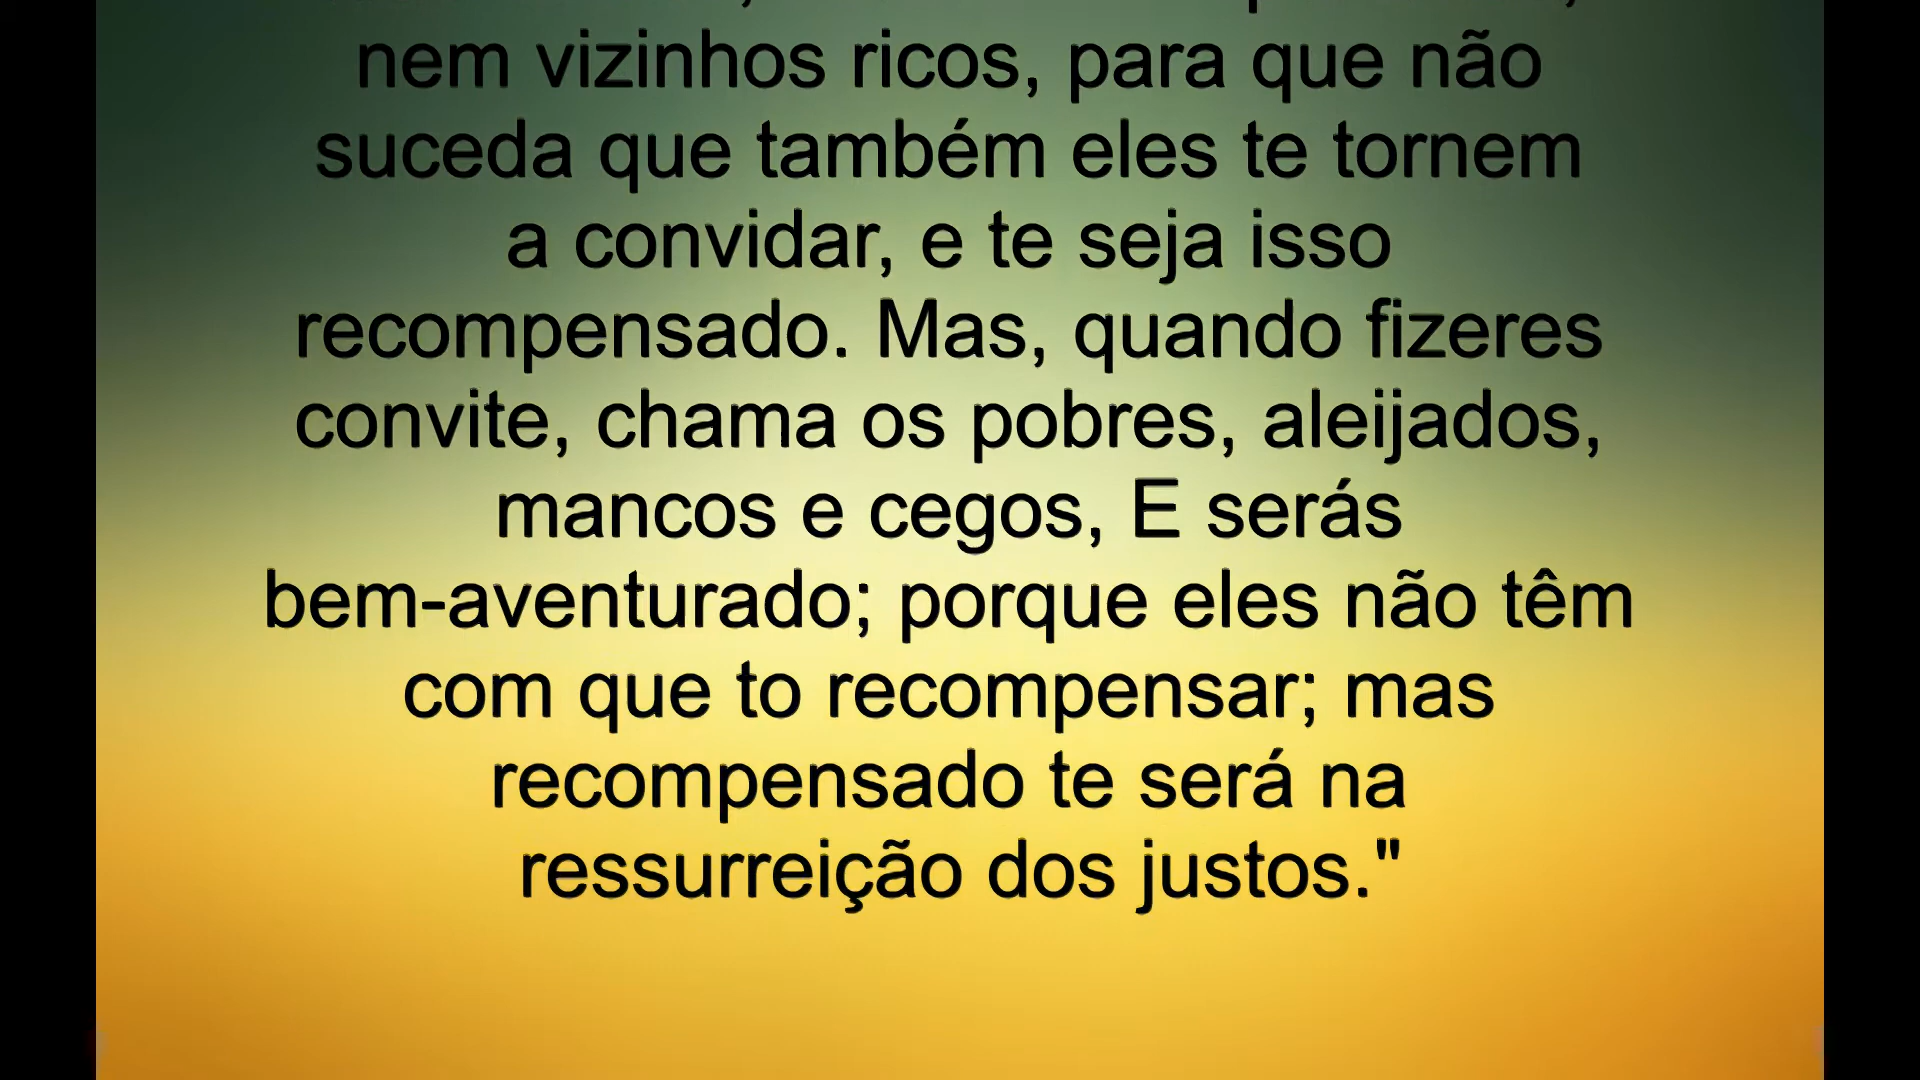 nem vizinhos ricos, para que não
suceda que também eles te tornem
a convidar, e te seja isso
recompensado. Mas, quando fizeres
convite, chama os pobres, aleijados,
mancos e cegos, E serás
bem-aventurado; porque eles não têm
com que to recompensar; mas
recompensado te será na
ressurreição dos justos."